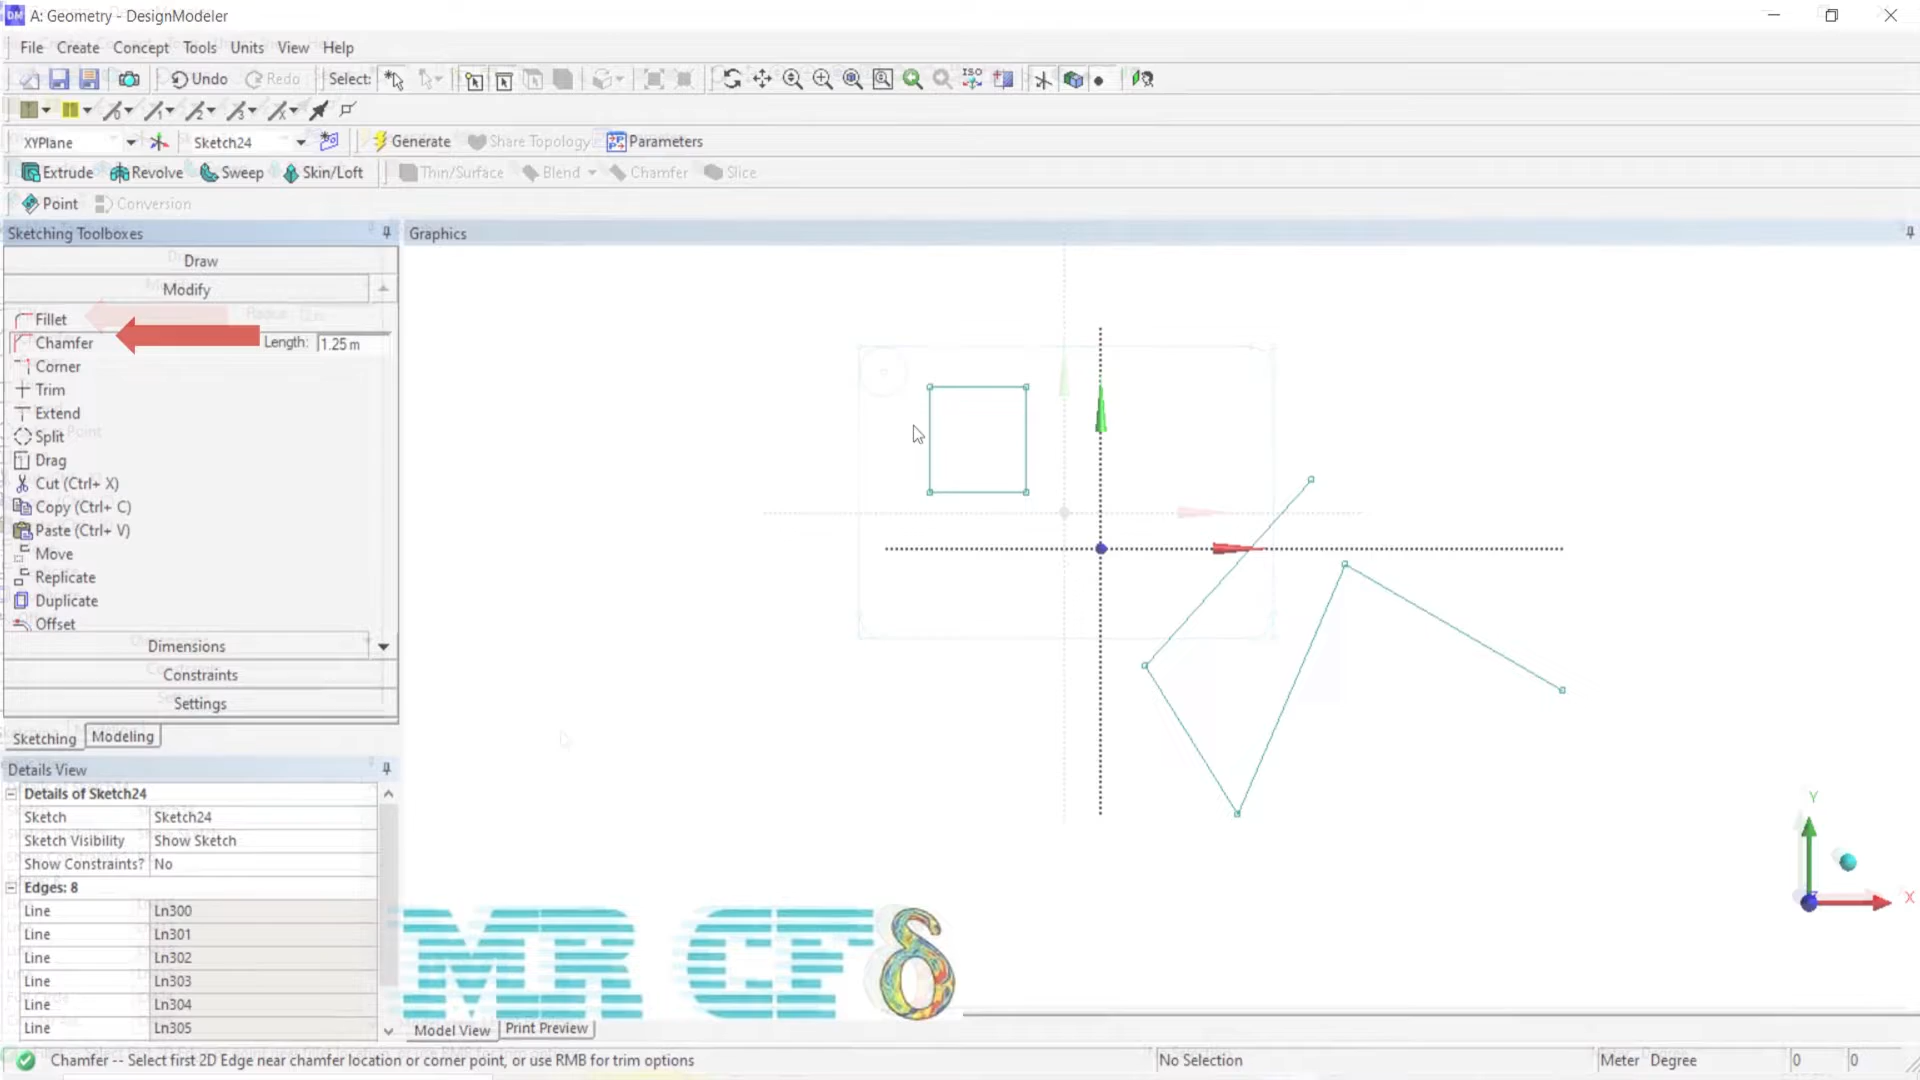 DM A: Geometry - DesignModeler
File Create Concept Tools Units View Help
Undo Redo Select: ISO
XYPlane Sketch24 Generate Share Topology Parameters
Extrude Revolve Sweep Skin/Loft Thin/Surface Blend Chamfer Slice
Point Conversion
Sketching Toolboxes
Graphics
Draw
Modify
Fillet
Chamfer Length: 1.25 m
Corner
Trim
Extend
Split
Drag
Cut (Ctrl+ X)
Copy (Ctrl+ C)
Paste (Ctrl+ V)
Move
Replicate
Duplicate
Offset
Dimensions
Constraints
Settings
Sketching Modeling
Details View
Details of Sketch24
Sketch Sketch24
Sketch Visibility Show Sketch
Show Constraints? No
Edges: 8
Line Ln300
Line Ln301
Line Ln302
Line Ln303
Line Ln304
Line Ln305
Y
X
MR CFδ
Model View Print Preview
Chamfer -- Select first 2D Edge near chamfer location or corner point, or use RMB for trim options
No Selection
Meter Degree 0 0